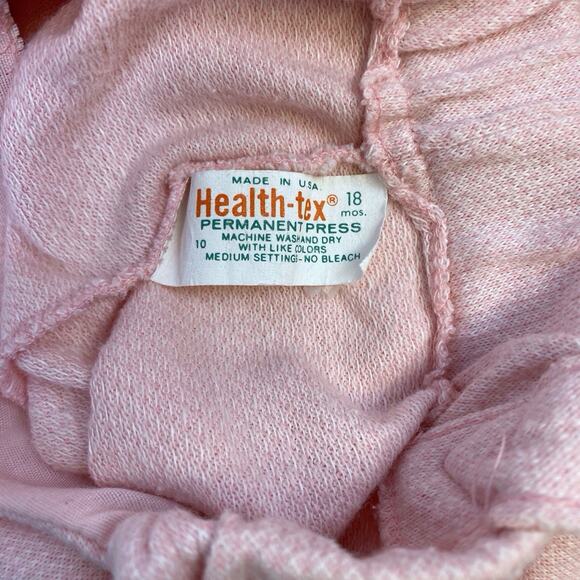 MADE IN U.S.A.
Health-tex® 18 mos.
PERMANENT PRESS
MACHINE WASH AND DRY
10 WITH LIKE COLORS
MEDIUM SETTING-NO BLEACH